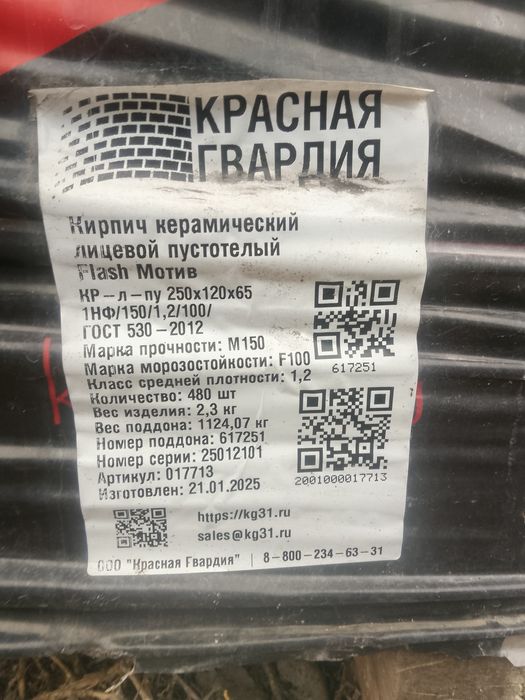 КРАСНАЯ
ГВАРДИЯ
Кирпич керамический
лицевой пустотелый
Flash Мотив
КР-л-пу 250x120x65
1НФ/150/1,2/100/
ГОСТ 530-2012
Марка прочности: М150
Марка морозостойкости: F100
Класс средней плотности: 1,2
Количество: 480 шт
Вес изделия: 2,3 кг
Вес поддона: 1124,07 кг
Номер поддона: 617251
Номер серии: 25012101
Артикул: 017713
Изготовлен: 21.01.2025
617251
2001000017713
https://kg31.ru
sales@kg31.ru
ООО "Красная Гвардия" | 8-800-234-63-31